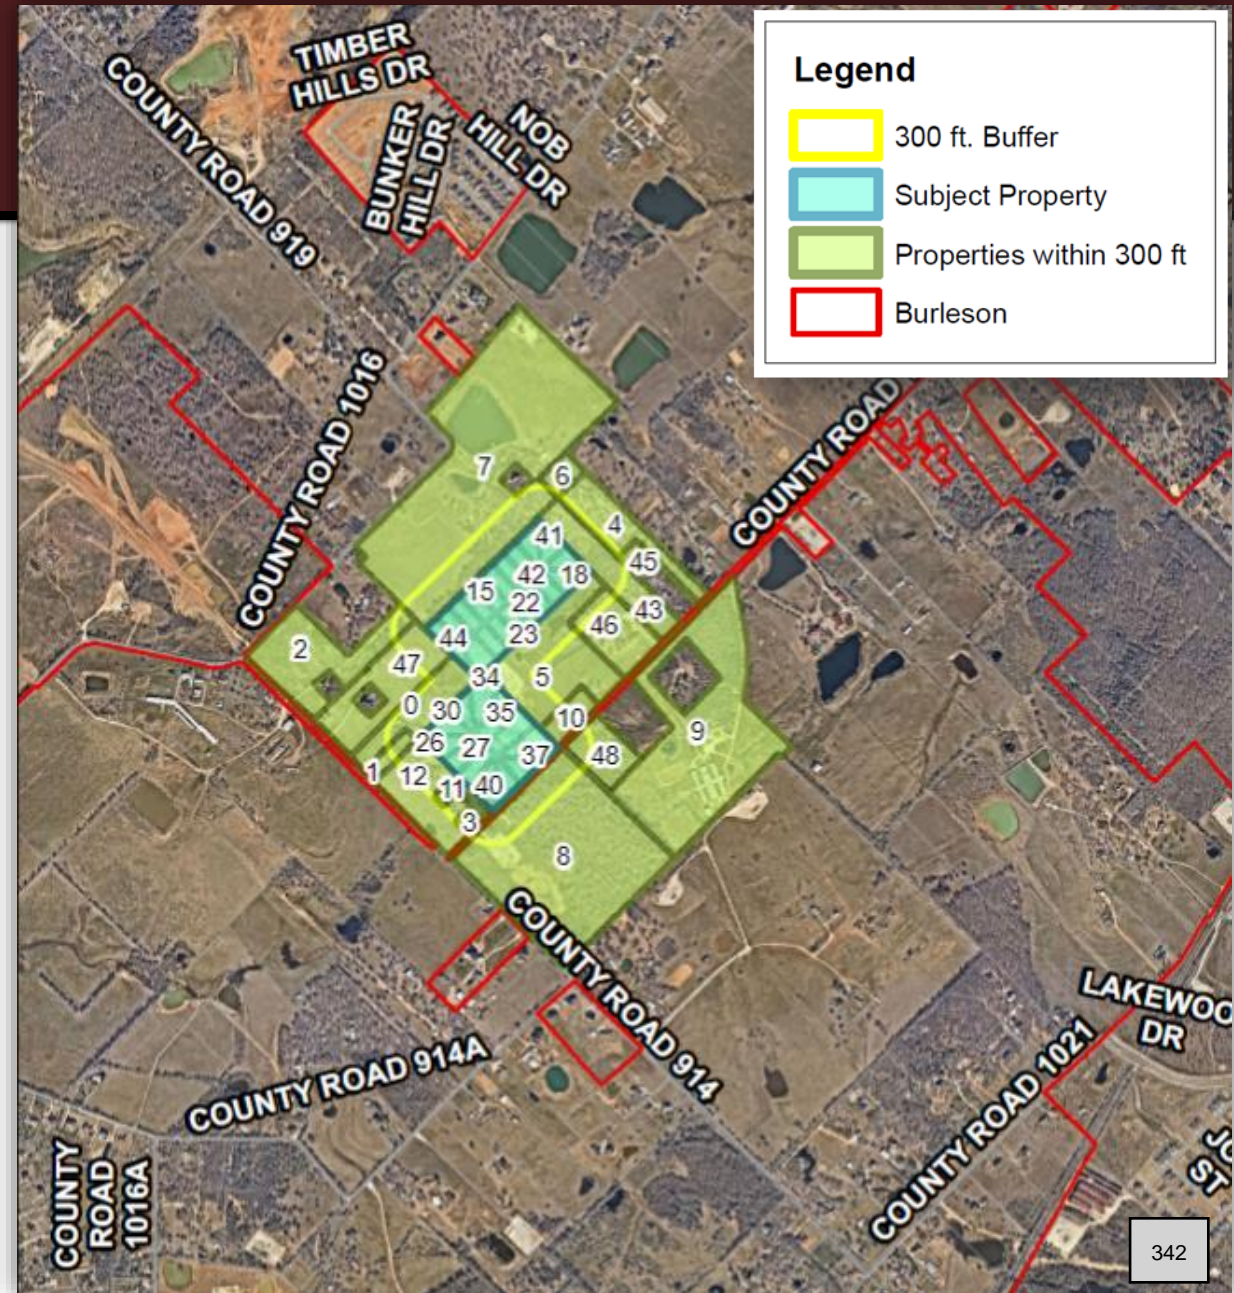 Legend
300 ft. Buffer
Subject Property
Properties within 300 ft
Burleson
TIMBER
HILLS DR
COUNTY ROAD 919
BUNKER
HILL DR
NOB
HILL DR
COUNTY ROAD 1016
COUNTY ROAD
7
6
4
41
45
42
18
15
22
43
46
44
23
2
47
34
5
0
30
35
10
9
26
27
37
48
1
12
11
40
3
8
COUNTY ROAD 914
COUNTY ROAD 914A
COUNTY ROAD 1021
LAKEWOO
DR
COUNTY
ROAD
1016A
ST
342